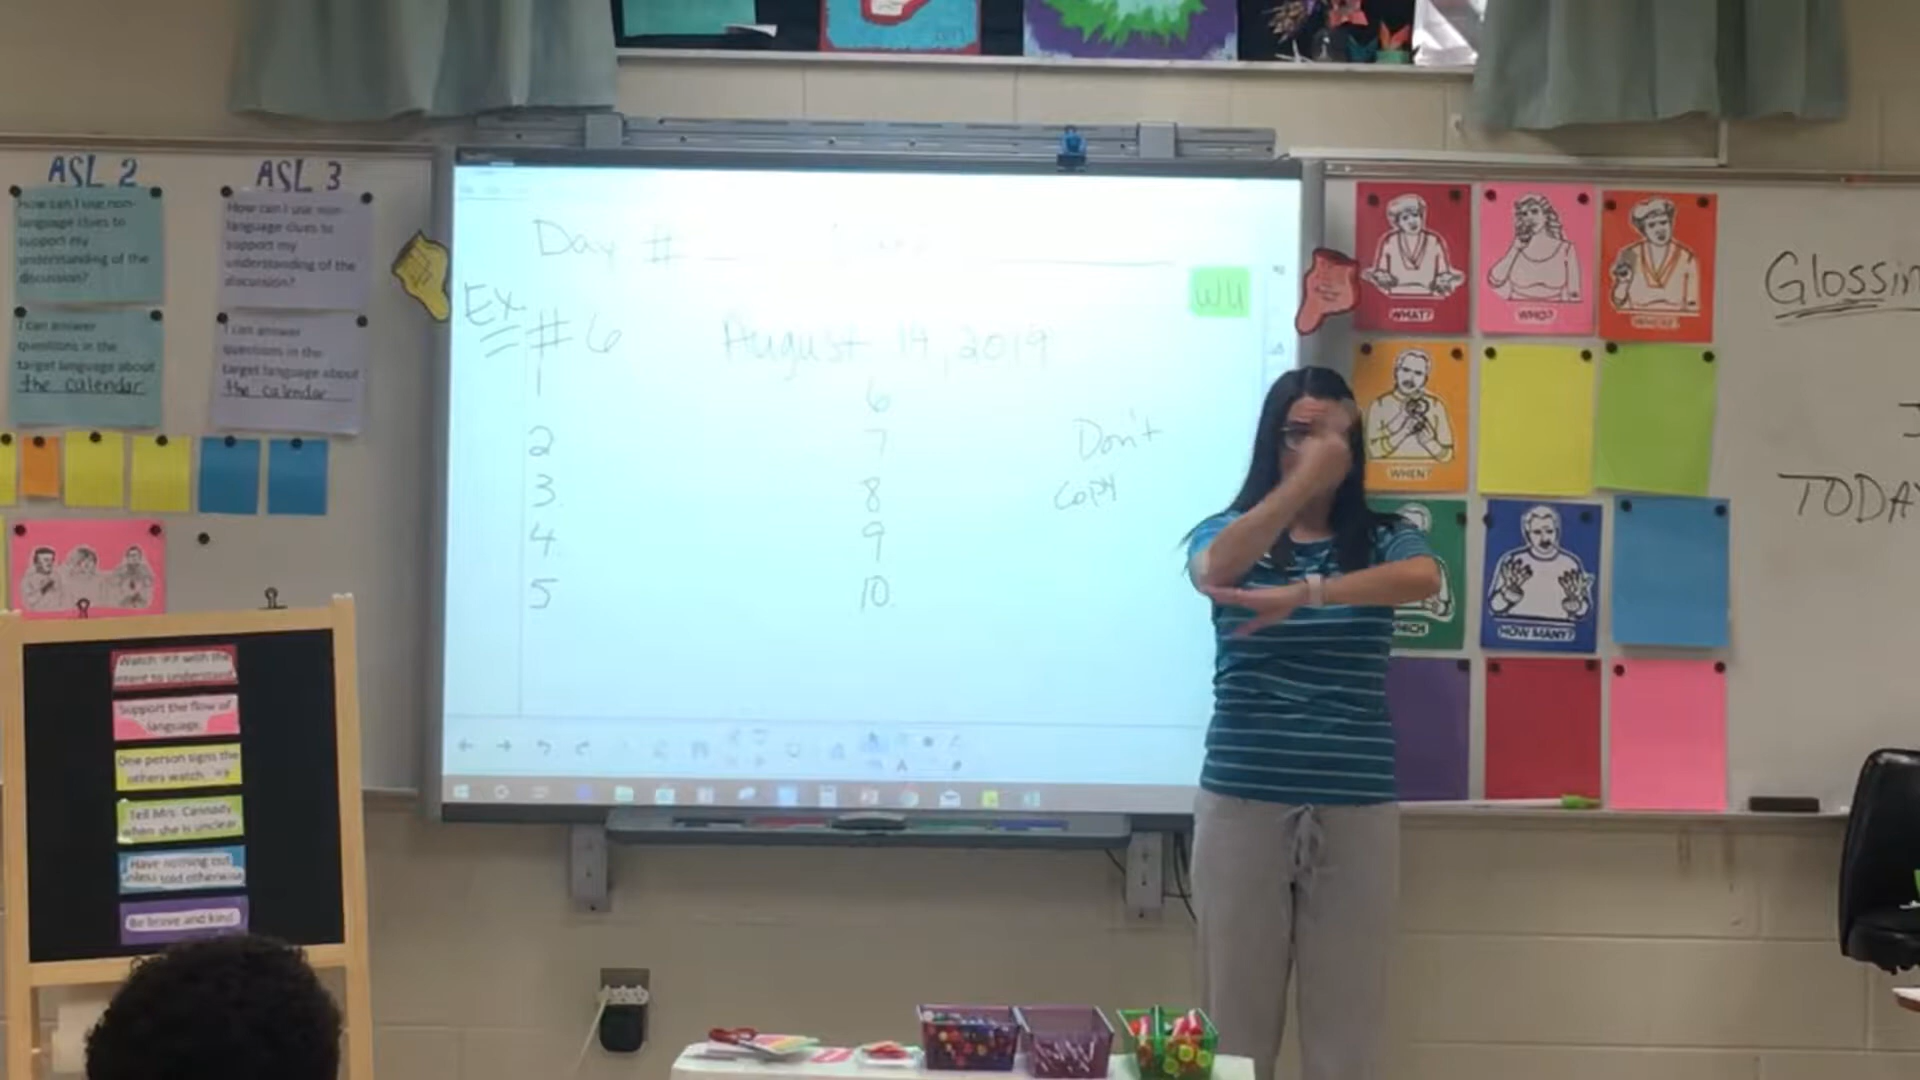 ASL 2
How can I use non-
language clues to
support my
understanding of the
discussion?
I can answer
questions in the
target language about
the calendar
ASL 3
How can I use non-
language clues to
support my
understanding of the
discussion?
I can answer
questions in the
target language about
the calendar
Day #
WU
Ex
#6 August 14, 2019
1 6
2 7
3. 8
4 9
5 10.
Don't
copy
WHAT?
WHO?
WHERE?
WHEN?
WHICH
HOW MANY?
Glossin
TODAY
Watch with the
intent to understand
Support the flow of
language
One person signs the
others watch
Tell Mrs. Cannady
when she is unclear
Have nothing out
unless told otherwise
Be brave and kind